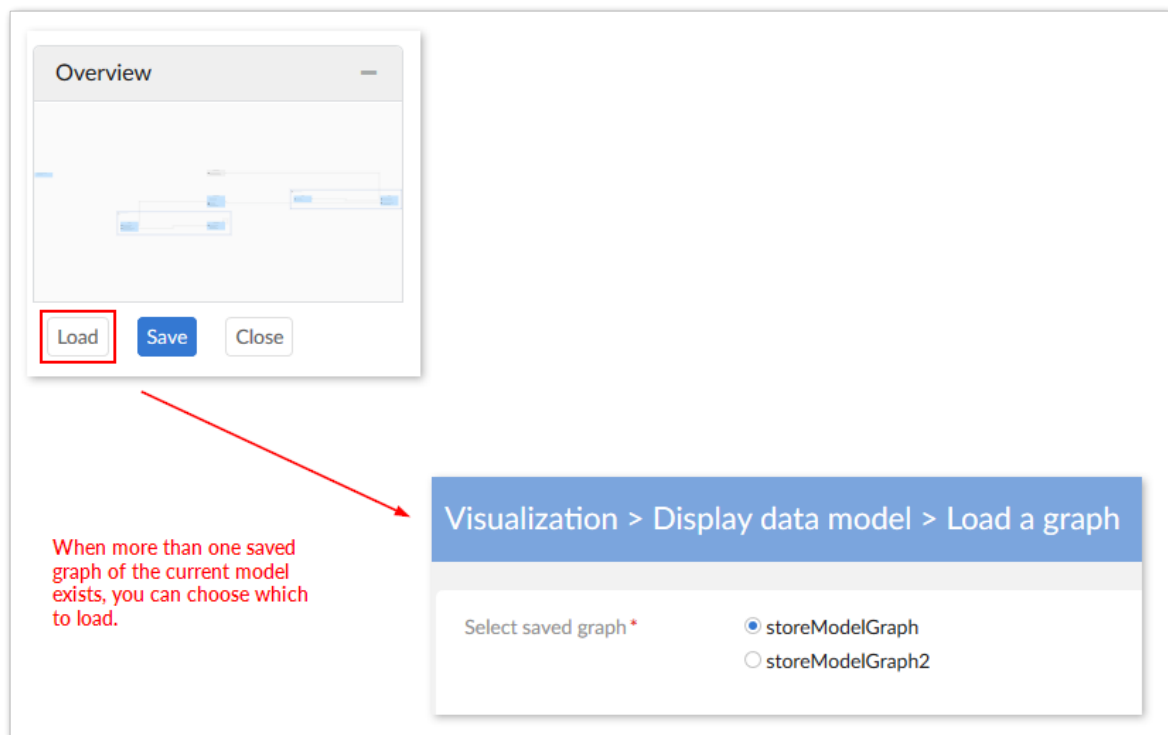 Overview
Load Save Close
When more than one saved
graph of the current model
exists, you can choose which
to load.
Visualization > Display data model > Load a graph
Select saved graph * storeModelGraph
storeModelGraph2